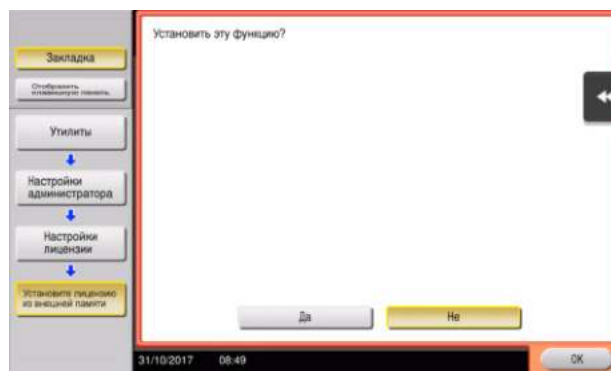 Установить эту функцию?
Закладка
Отобразить
клавишную панель.
Утилиты
Настройки
администратора
Настройки
лицензии
Установите лицензию
из внешней памяти
Да
Не
31/10/2017 08:49
OK